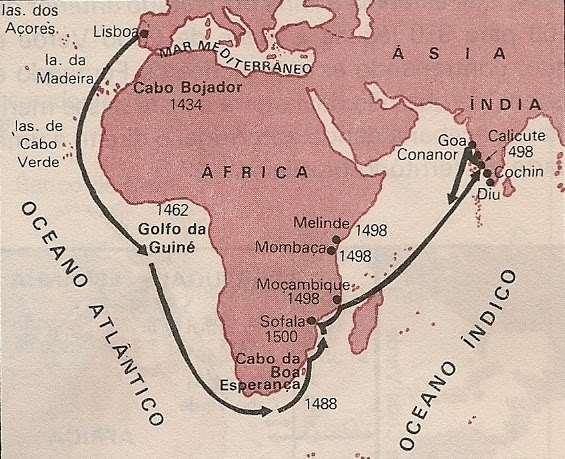 Ias. dos
Açores
Lisboa
MAR MEDITERRÂNEO
ÁSIA
Ia. da
Madeira
Cabo Bojador
1434
ÍNDIA
Ias. de
Cabo
Verde
Goa
Conanor
Calicute
1498
Cochin
Diu
ÁFRICA
1462
Golfo da
Guiné
Melinde
1498
Mombaça
1498
Moçambique
1498
Sofala
1500
Cabo da
Boa
Esperança
1488
OCEANO ATLÂNTICO
OCEANO ÍNDICO